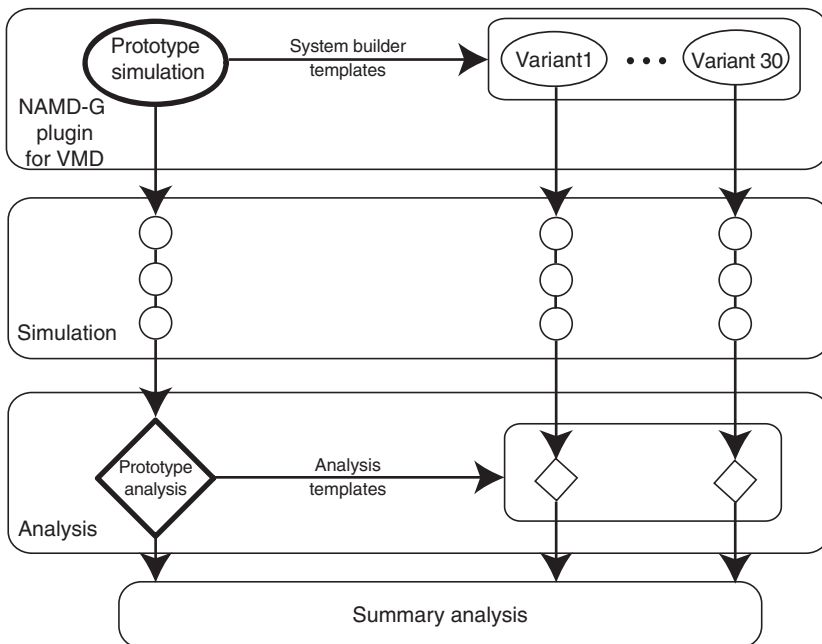 Prototype
simulation
System builder
templates
Variant1
Variant 30
NAMD-G
plugin
for VMD
Simulation
Prototype
analysis
Analysis
templates
Analysis
Summary analysis